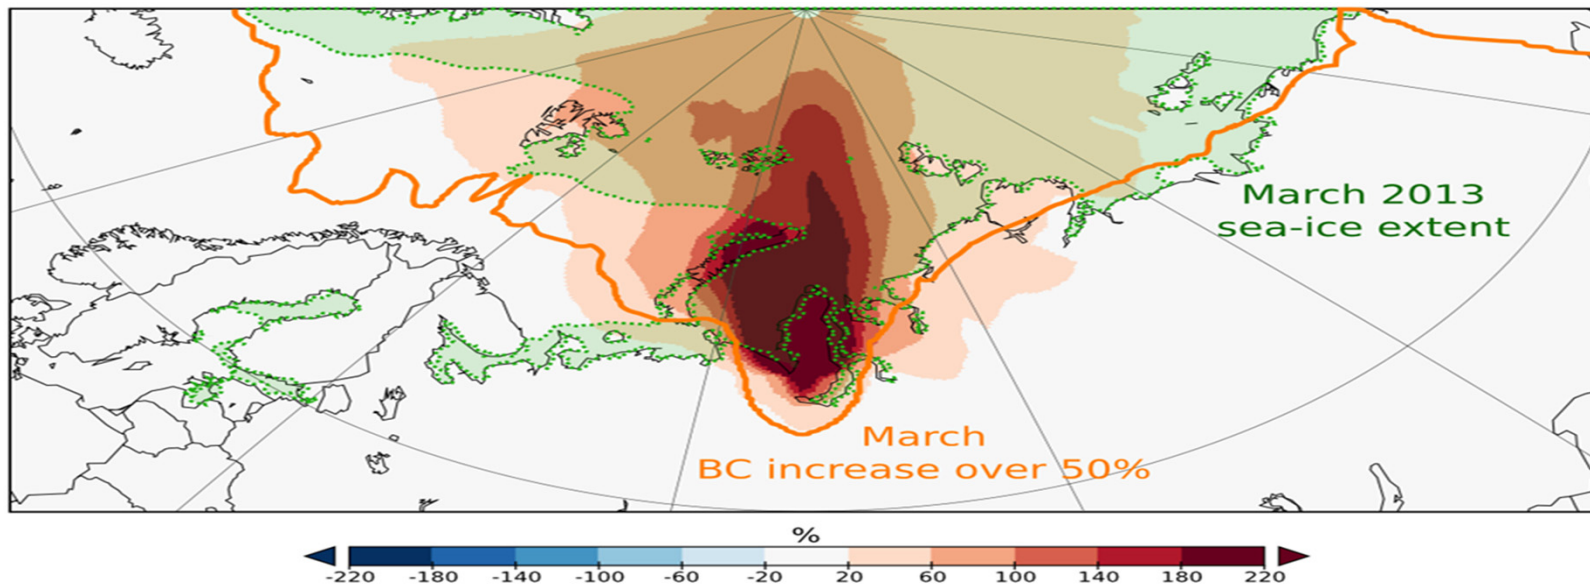 March 2013
sea-ice extent
March
BC increase over 50%
%
-220 -180 -140 -100 -60 -20 20 60 100 140 180 220